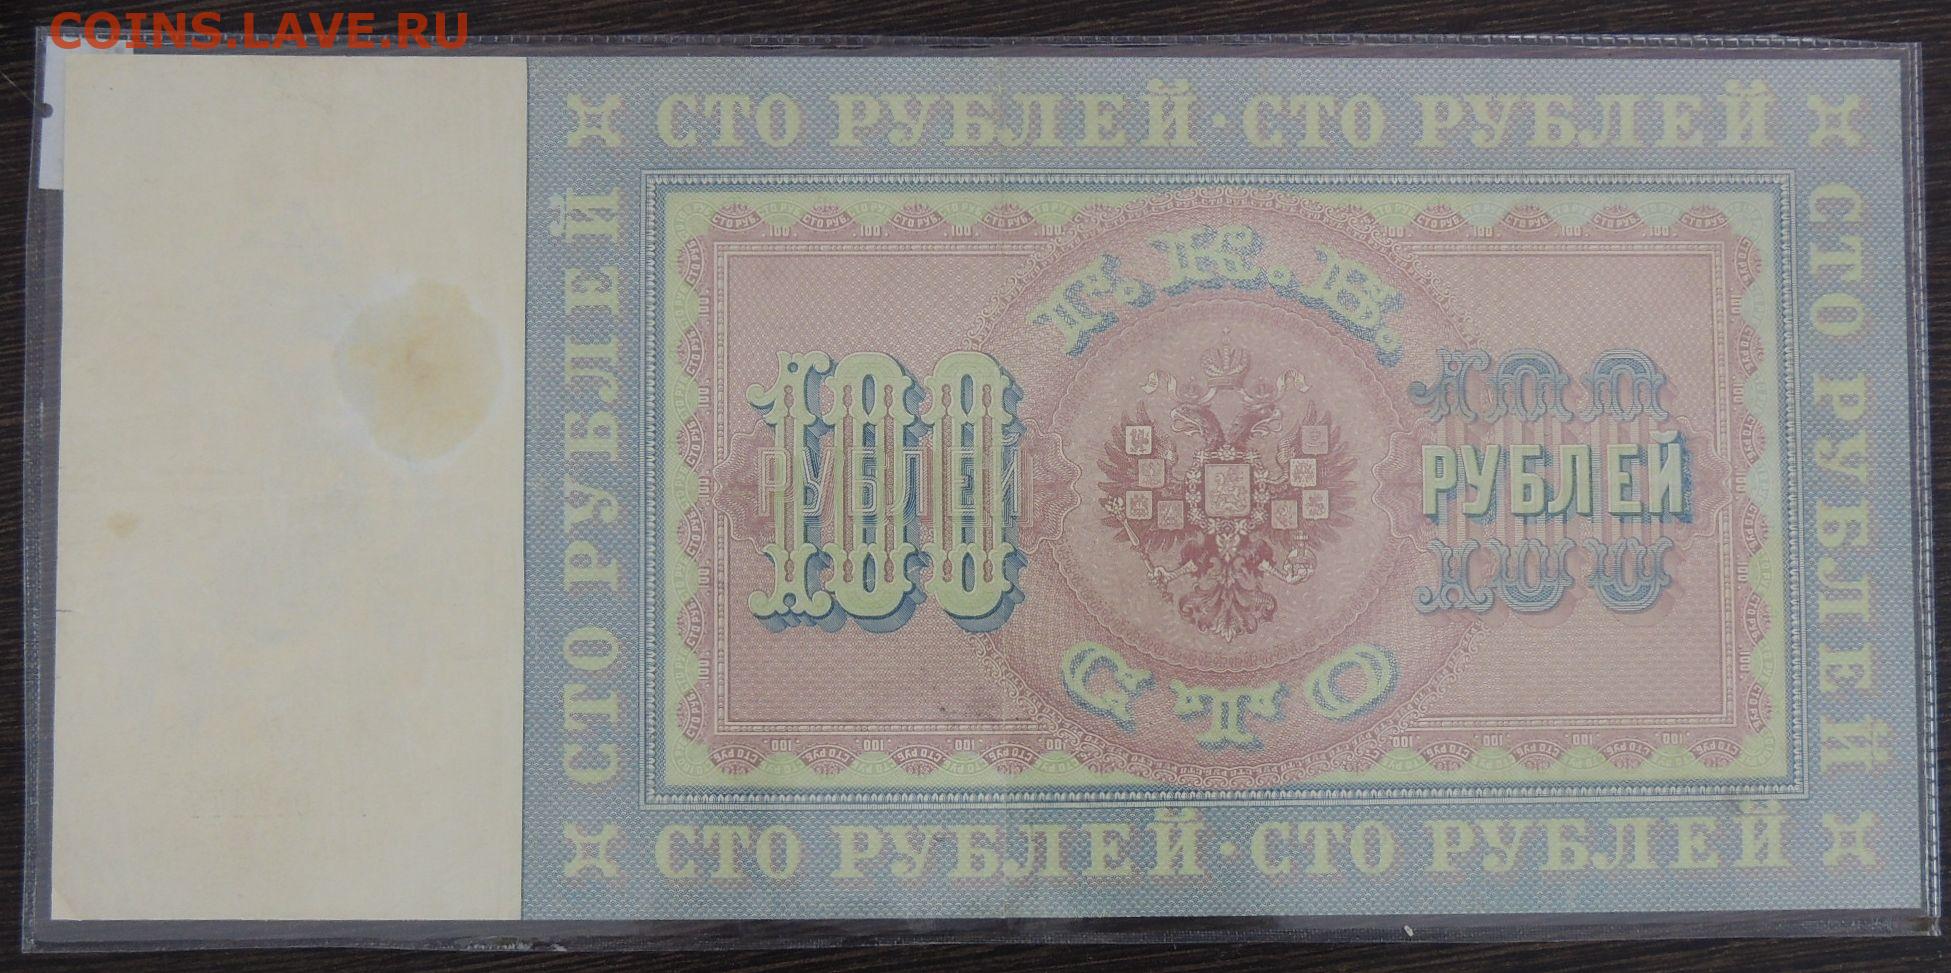 COINS.LAVE.RU
СТО РУБЛЕЙ · СТО РУБЛЕЙ
СТО РУБЛЕЙ
Г. К. В.
100
РУБЛЕЙ
100
РУБЛЕЙ
100
СТО РУБЛЕЙ
СТО РУБЛЕЙ · СТО РУБЛЕЙ